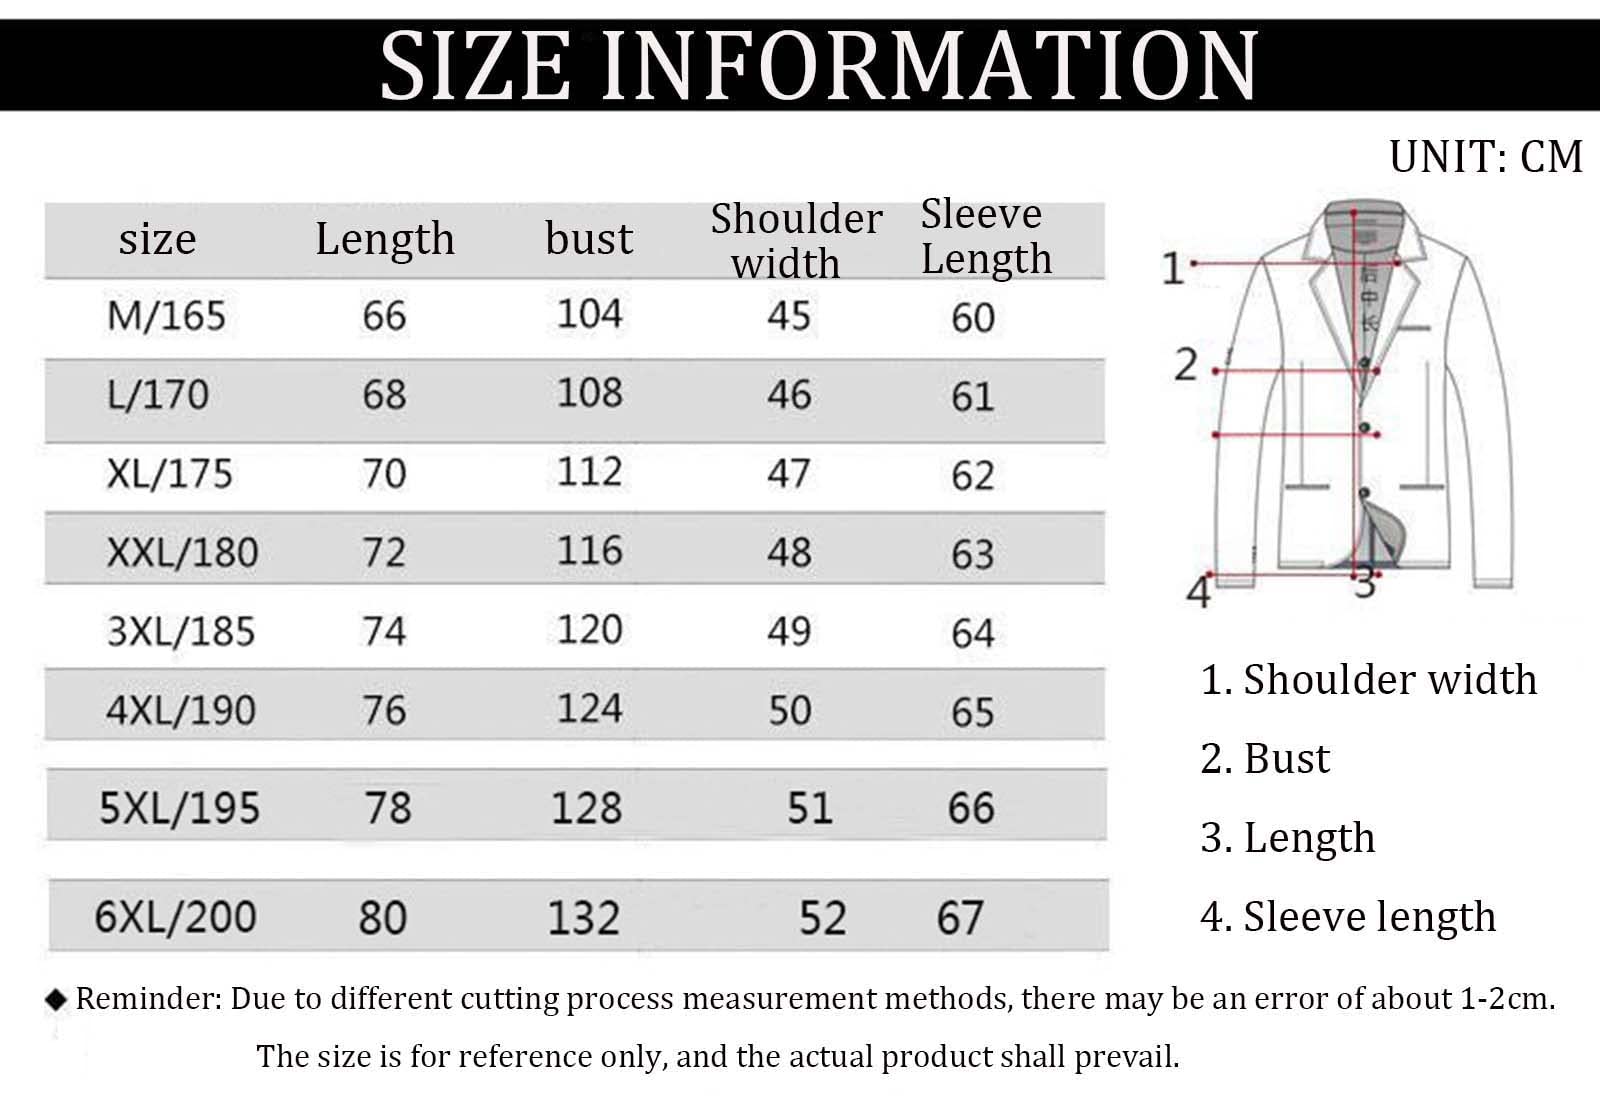 SIZE INFORMATION
UNIT: CM
size Length bust Shoulder width Sleeve Length
M/165 66 104 45 60
L/170 68 108 46 61
XL/175 70 112 47 62
XXL/180 72 116 48 63
3XL/185 74 120 49 64
4XL/190 76 124 50 65
5XL/195 78 128 51 66
6XL/200 80 132 52 67
1
2
3
4
1. Shoulder width
2. Bust
3. Length
4. Sleeve length
◆ Reminder: Due to different cutting process measurement methods, there may be an error of about 1-2cm.
The size is for reference only, and the actual product shall prevail.